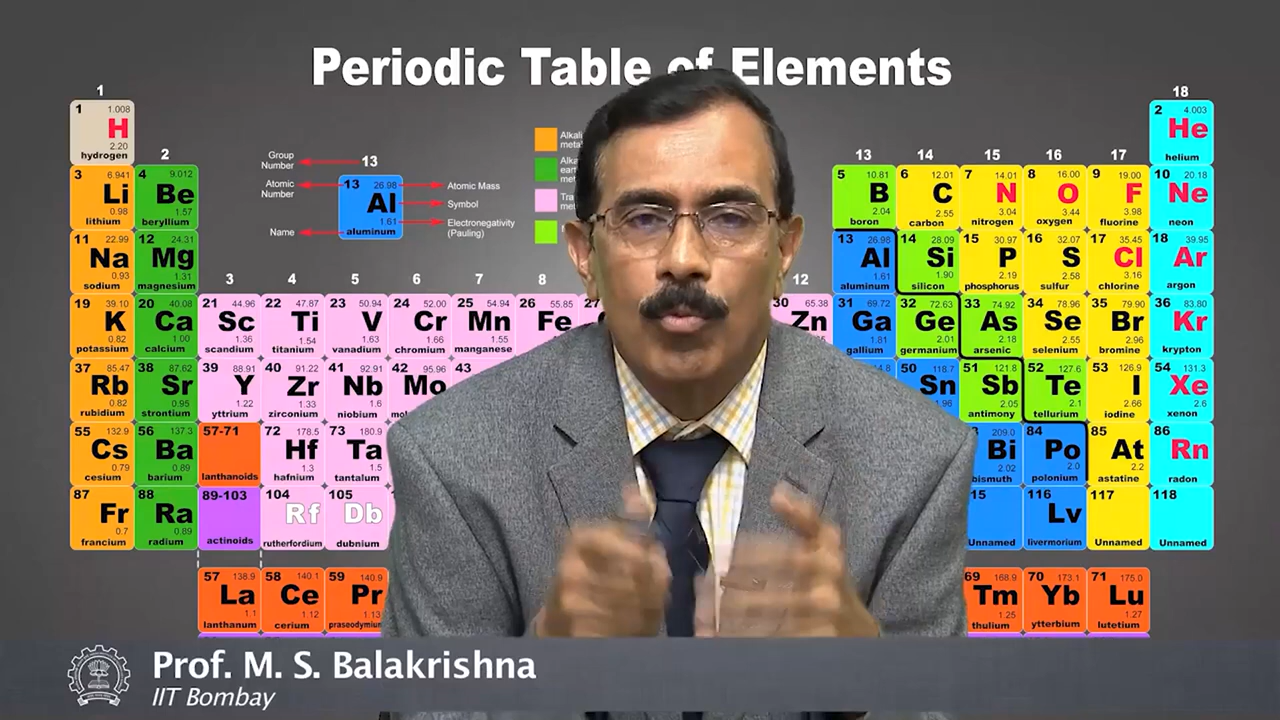 Periodic Table of Elements
1
18
1 1.008
H
2.20
hydrogen
2 4.003
He
helium
2
13 14 15 16 17
Group Number
13
Atomic Number
13 26.98
Al
1.61
aluminum
Name
Atomic Mass
Symbol
Electronegativity (Pauling)
3 6.941
Li
0.98
lithium
4 9.012
Be
1.57
beryllium
5 10.81
B
2.04
boron
6 12.01
C
2.55
carbon
7 14.01
N
3.04
nitrogen
8 16.00
O
3.44
oxygen
9 19.00
F
3.98
fluorine
10 20.18
Ne
neon
11 22.99
Na
0.93
sodium
12 24.31
Mg
1.31
magnesium
3 4 5 6 7 8 12
13 26.98
Al
1.61
aluminum
14 28.09
Si
1.90
silicon
15 30.97
P
2.19
phosphorus
16 32.07
S
2.58
sulfur
17 35.45
Cl
3.16
chlorine
18 39.95
Ar
argon
19 39.10
K
0.82
potassium
20 40.08
Ca
1.00
calcium
21 44.96
Sc
1.36
scandium
22 47.87
Ti
1.54
titanium
23 50.94
V
1.63
vanadium
24 52.00
Cr
1.66
chromium
25 54.94
Mn
1.55
manganese
26 55.85
Fe
27
30 65.38
Zn
31 69.72
Ga
1.81
gallium
32 72.63
Ge
2.01
germanium
33 74.92
As
2.18
arsenic
34 78.96
Se
2.55
selenium
35 79.90
Br
2.96
bromine
36 83.80
Kr
krypton
37 85.47
Rb
0.82
rubidium
38 87.62
Sr
0.95
strontium
39 88.91
Y
1.22
yttrium
40 91.22
Zr
1.33
zirconium
41 92.91
Nb
1.6
niobium
42 95.96
Mo
43
50 118.7
Sn
1.96
51 121.8
Sb
2.05
antimony
52 127.6
Te
2.1
tellurium
53 126.9
I
2.66
iodine
54 131.3
Xe
2.6
xenon
55 132.9
Cs
0.79
cesium
56 137.3
Ba
0.89
barium
57-71
lanthanoids
72 178.5
Hf
1.3
hafnium
73 180.9
Ta
1.5
tantalum
209.0
Bi
2.02
bismuth
84
Po
2.0
polonium
85
At
2.2
astatine
86
Rn
radon
87
Fr
0.7
francium
88
Ra
0.89
radium
89-103
actinoids
104
Rf
rutherfordium
105
Db
dubnium
15
Unnamed
116
Lv
livermorium
117
Unnamed
118
Unnamed
57 138.9
La
1.1
lanthanum
58 140.1
Ce
1.12
cerium
59 140.9
Pr
1.13
praseodymium
69 168.9
Tm
1.25
thulium
70 173.1
Yb
ytterbium
71 175.0
Lu
1.27
lutetium
Prof. M. S. Balakrishna
IIT Bombay